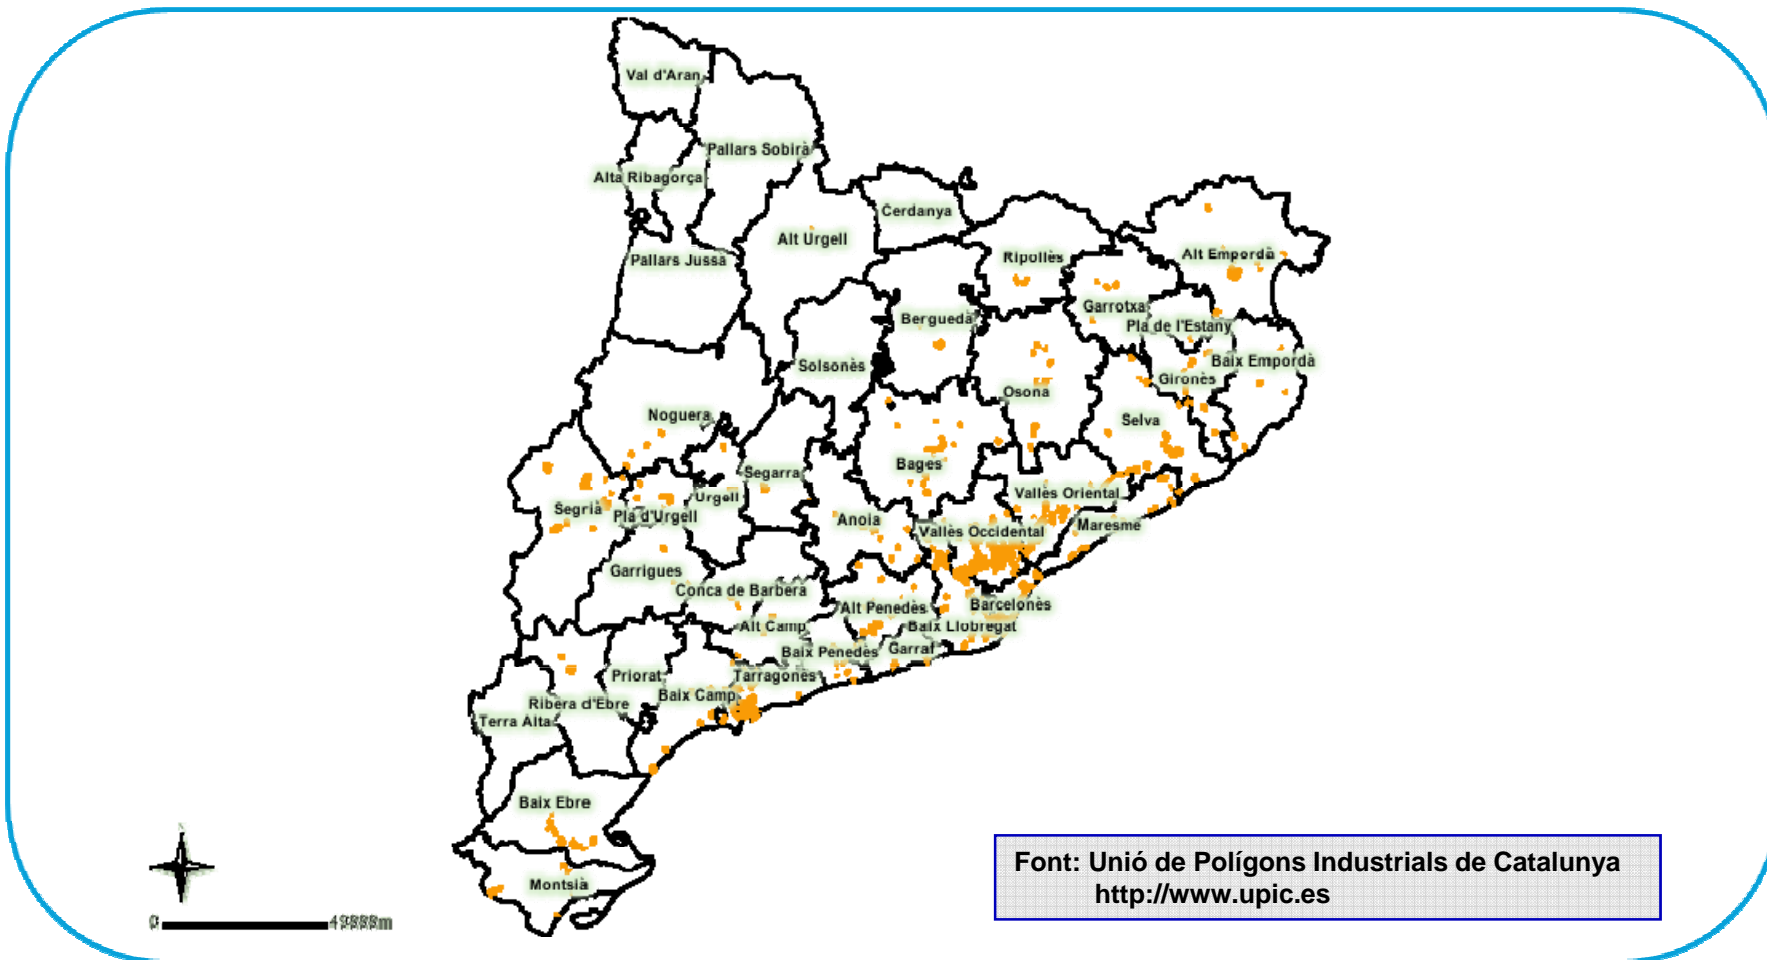 Val d'Aran
Pallars Sobirà
Alta Ribagorça
Cerdanya
Alt Urgell
Pallars Jussà
Ripollès
Alt Empordà
Garrotxa
Berguedà
Pla de l'Estany
Solsonès
Baix Empordà
Gironès
Osona
Noguera
Selva
Bages
Segarra
Urgell
Vallès Oriental
Segrià
Pla d'Urgell
Anoia
Vallès Occidental
Maresme
Garrigues
Conca de Barberà
Alt Penedès
Barcelonès
Alt Camp
Baix Llobregat
Baix Penedès
Garraf
Priorat
Tarragonès
Baix Camp
Ribera d'Ebre
Terra Alta
Baix Ebre
Montsià
Font: Unió de Polígons Industrials de Catalunya
http://www.upic.es
0